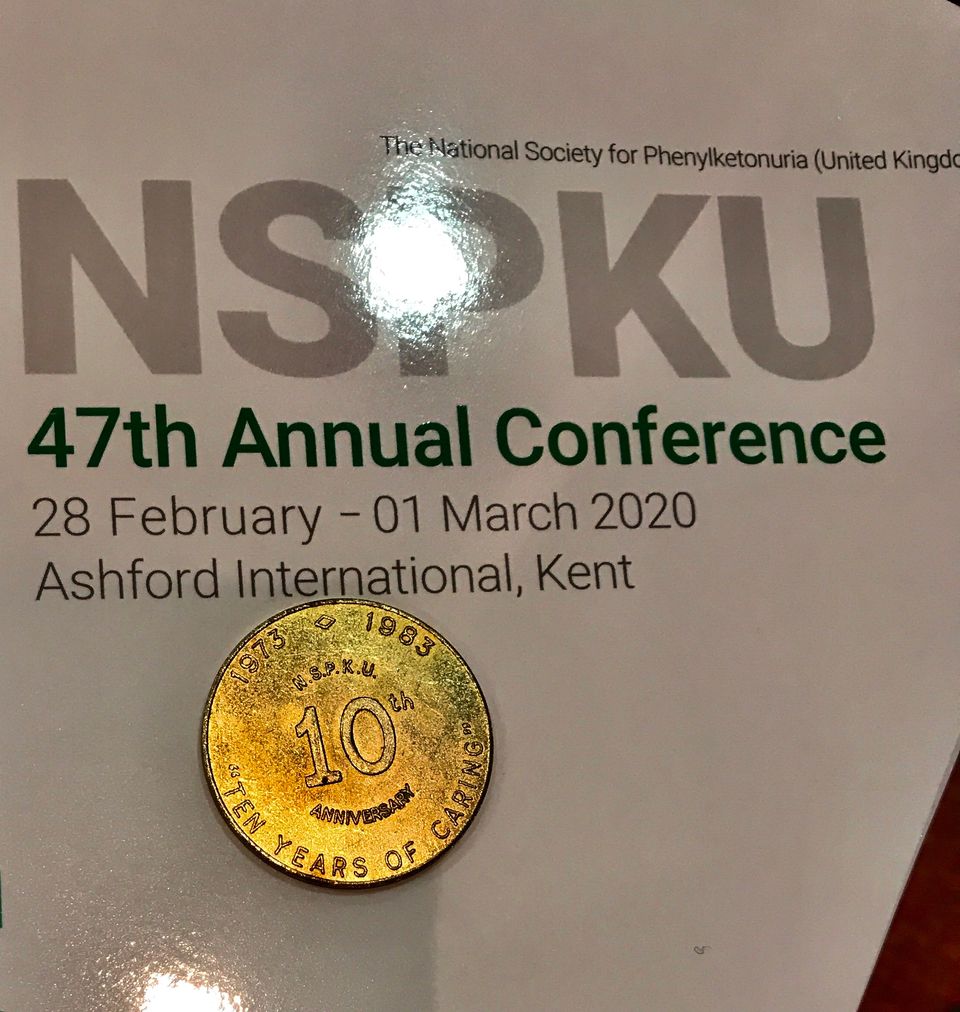 The National Society for Phenylketonuria (United Kingdo
NSPKU
47th Annual Conference
28 February – 01 March 2020
Ashford International, Kent
1973 1983
N.S.P.K.U.
10th
ANNIVERSARY
"TEN YEARS OF CARING"